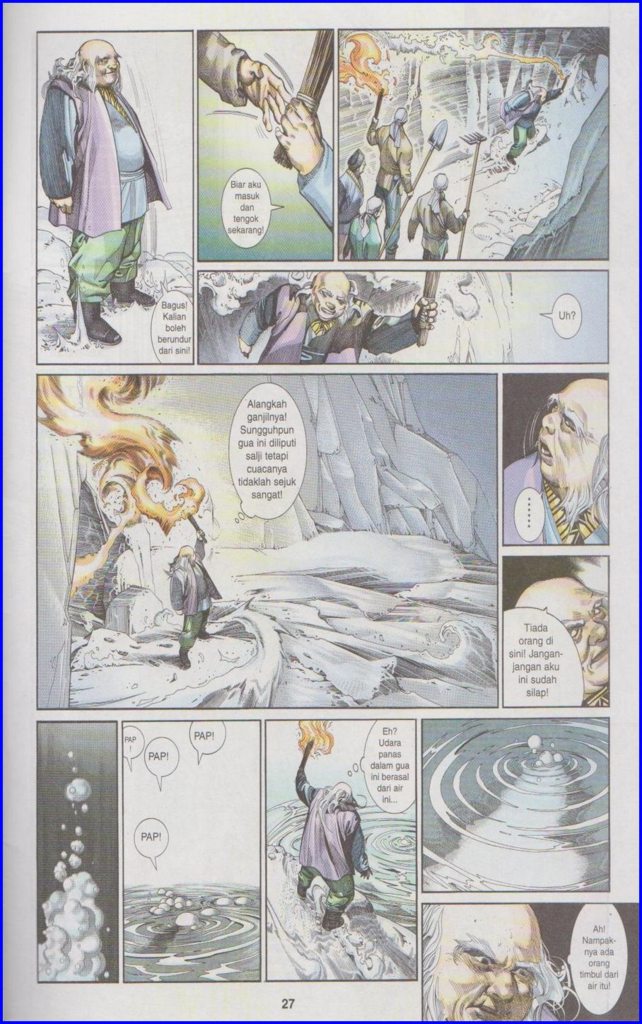 Bagus!
Kalian
boleh
berundur
dari sini!
Biar aku
masuk
dan
tengok
sekarang!
Uh?
Alangkah
ganjilnya!
Sungguhpun
gua ini diliputi
salji tetapi
cuacanya
tidaklah sejuk
sangat!
......
Tiada
orang di
sini! Jangan-
jangan aku
ini sudah
silap!
PAP
!
PAP!
PAP!
PAP!
Eh?
Udara
panas
dalam gua
ini berasal
dari air
ini...
Ah!
Nampak-
nya ada
orang
timbul dari
air itu!
27